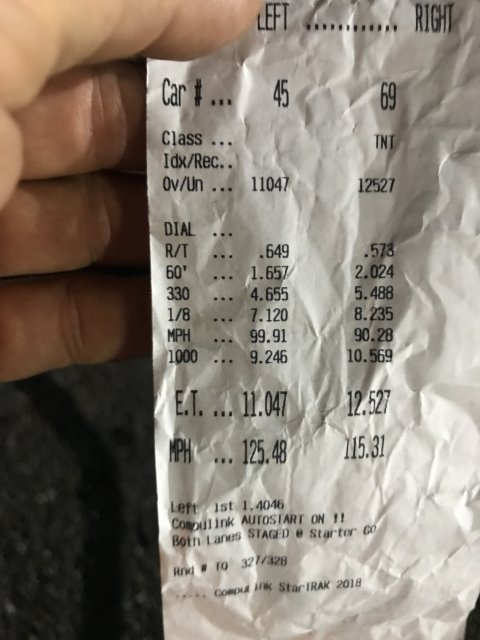 LEFT ............ RIGHT
Car # ... 45 69
Class ... TNT
Idx/Rec..
Ov/Un ... 11047 12527
DIAL ...
R/T ... .649 .573
60' ... 1.657 2.024
330 ... 4.655 5.488
1/8 ... 7.120 8.235
MPH ... 99.91 90.28
1000 ... 9.246 10.569
E.T. ... 11.047 12.527
MPH ... 125.48 115.31
Left 1st 1.4046
Compulink AUTOSTART ON !!
Both Lanes STAGED @ Starter GO
Rnd # TO 327/328
..... Compulink StarTRAK 2018